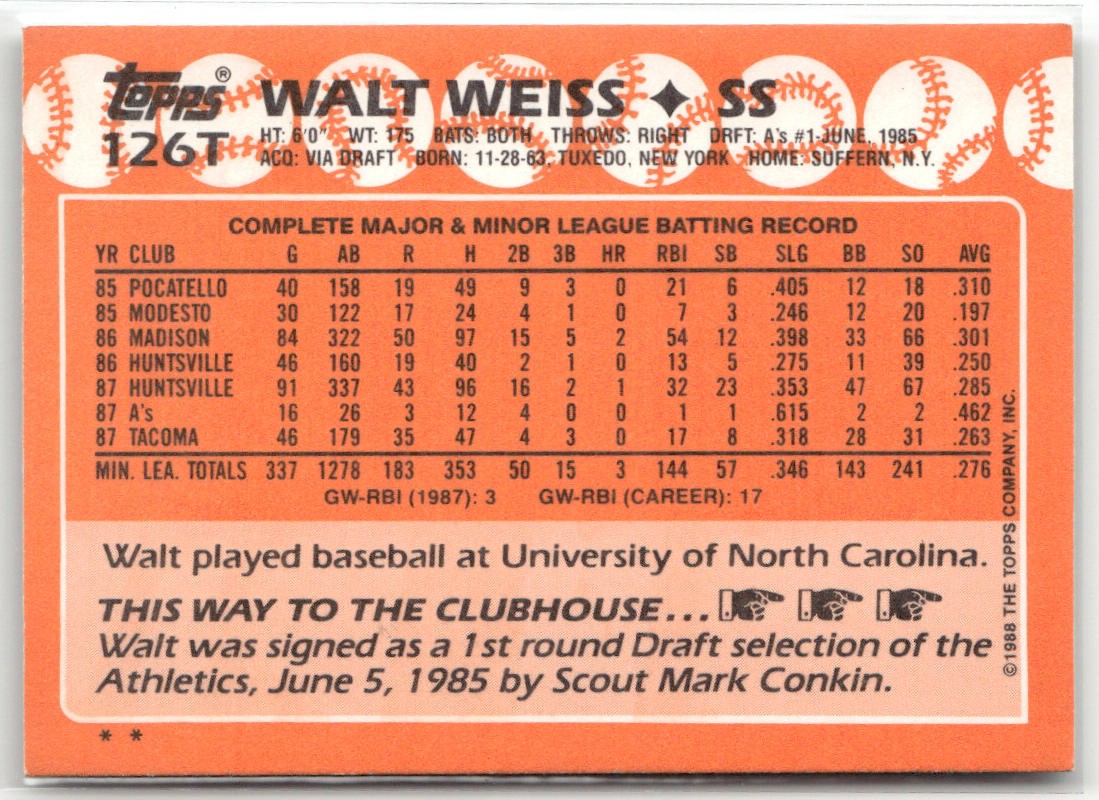 topps® WALT WEISS ✦ SS
126T HT: 6'0" WT: 175 BATS: BOTH THROWS: RIGHT DRFT: A's #1-JUNE, 1985
ACQ: VIA DRAFT BORN: 11-28-63, TUXEDO, NEW YORK HOME: SUFFERN, N.Y.
COMPLETE MAJOR & MINOR LEAGUE BATTING RECORD
YR CLUB G AB R H 2B 3B HR RBI SB SLG BB SO AVG
85 POCATELLO 40 158 19 49 9 3 0 21 6 .405 12 18 .310
85 MODESTO 30 122 17 24 4 1 0 7 3 .246 12 20 .197
86 MADISON 84 322 50 97 15 5 2 54 12 .398 33 66 .301
86 HUNTSVILLE 46 160 19 40 2 1 0 13 5 .275 11 39 .250
87 HUNTSVILLE 91 337 43 96 16 2 1 32 23 .353 47 67 .285
87 A's 16 26 3 12 4 0 0 1 1 .615 2 2 .462
87 TACOMA 46 179 35 47 4 3 0 17 8 .318 28 31 .263
MIN. LEA. TOTALS 337 1278 183 353 50 15 3 144 57 .346 143 241 .276
GW-RBI (1987): 3 GW-RBI (CAREER): 17
Walt played baseball at University of North Carolina.
THIS WAY TO THE CLUBHOUSE...
Walt was signed as a 1st round Draft selection of the
Athletics, June 5, 1985 by Scout Mark Conkin.
©1988 THE TOPPS COMPANY, INC.
* *